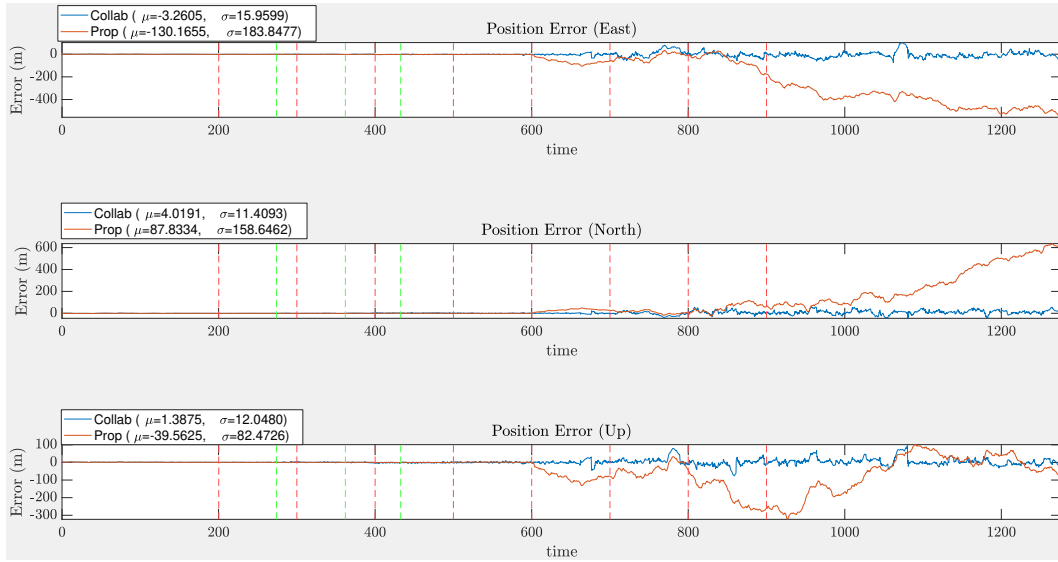 Collab ( μ=-3.2605, σ=15.9599)
Prop ( μ=-130.1655, σ=183.8477)
Position Error (East)
Error (m)
0
-200
-400
0 200 400 600 800 1000 1200
time
Collab ( μ=4.0191, σ=11.4093)
Prop ( μ=87.8334, σ=158.6462)
Position Error (North)
Error (m)
600
400
200
0
0 200 400 600 800 1000 1200
time
Collab ( μ=1.3875, σ=12.0480)
Prop ( μ=-39.5625, σ=82.4726)
Position Error (Up)
Error (m)
100
0
-100
-200
-300
0 200 400 600 800 1000 1200
time